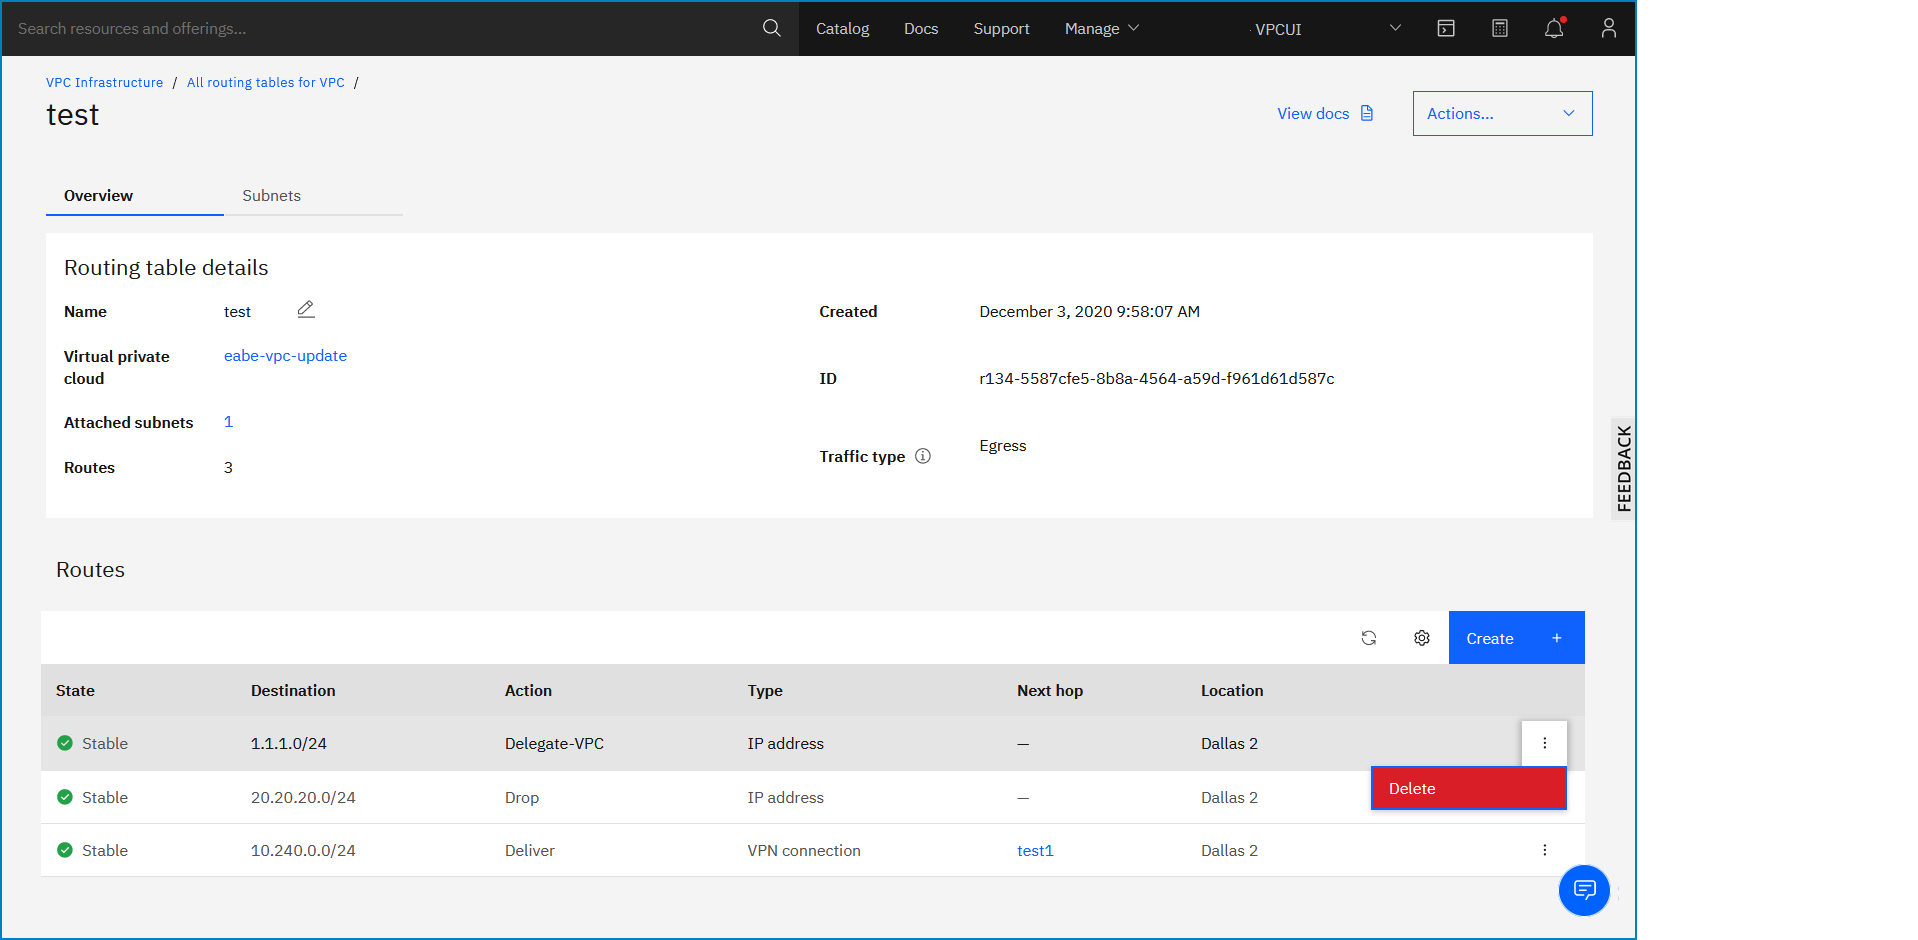 Search resources and offerings... Catalog Docs Support Manage VPCUI
VPC Infrastructure / All routing tables for VPC /
test
View docs Actions...
Overview Subnets
Routing table details
Name test Created December 3, 2020 9:58:07 AM
Virtual private cloud eabe-vpc-update ID r134-5587cfe5-8b8a-4564-a59d-f961d61d587c
Attached subnets 1 Traffic type Egress
Routes 3
FEEDBACK
Routes
Create +
State Destination Action Type Next hop Location
Stable 1.1.1.0/24 Delegate-VPC IP address — Dallas 2
Delete
Stable 20.20.20.0/24 Drop IP address — Dallas 2
Stable 10.240.0.0/24 Deliver VPN connection test1 Dallas 2